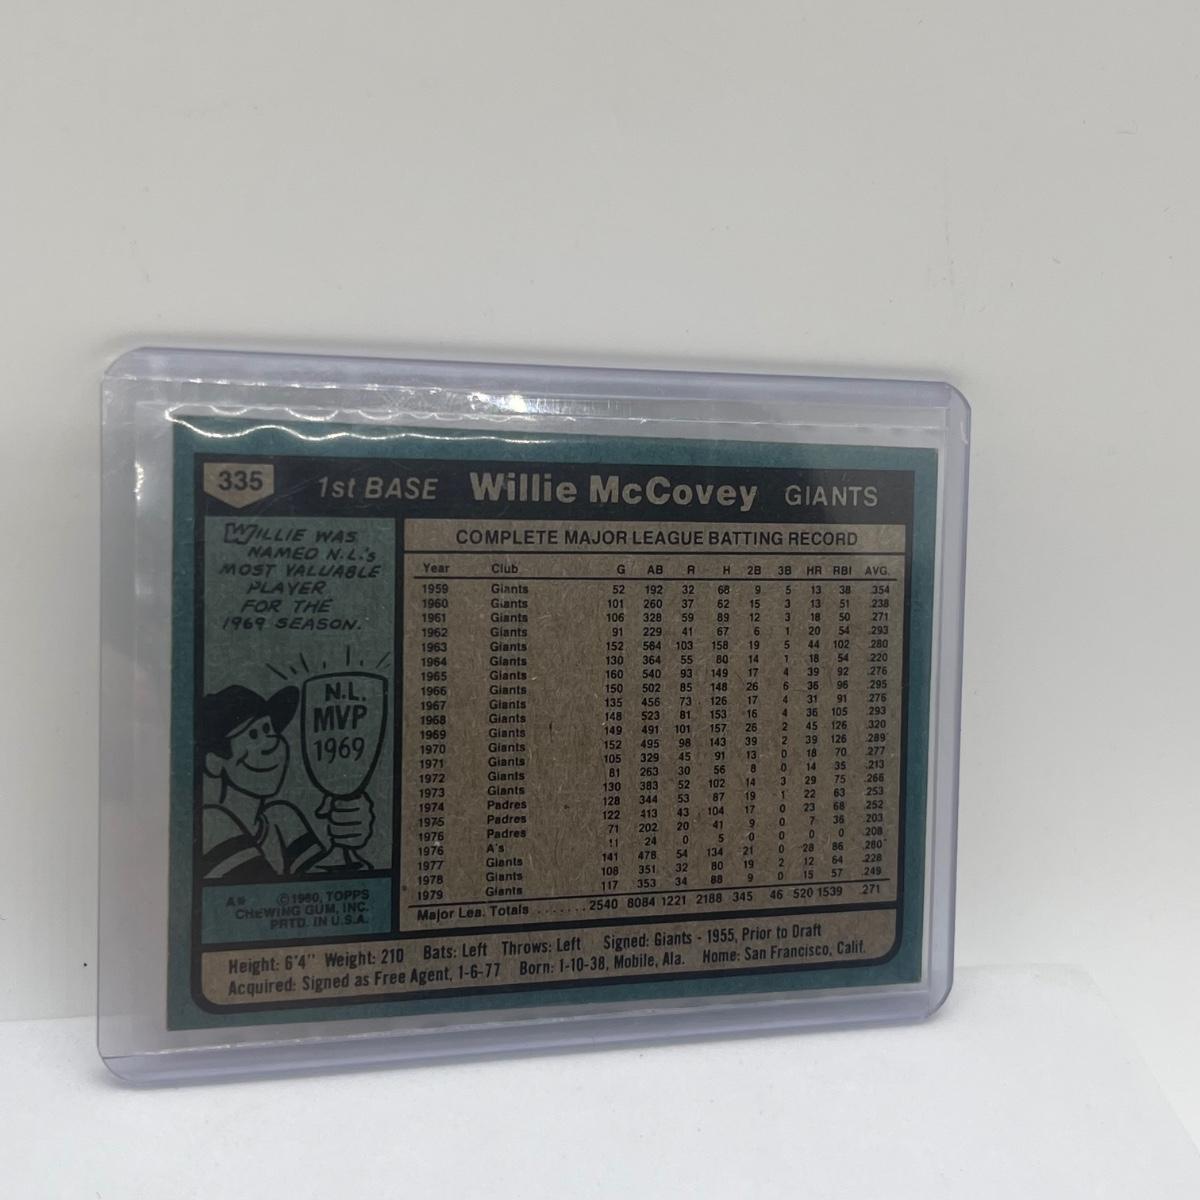 335 1st BASE Willie McCovey GIANTS
WILLIE WAS
NAMED N.L.'s
MOST VALUABLE
PLAYER
FOR THE
1969 SEASON.
N.L.
MVP
1969
©1980, TOPPS
CHEWING GUM, INC.
PRTD. IN U.S.A.
COMPLETE MAJOR LEAGUE BATTING RECORD
Year Club G AB R H 2B 3B HR RBI AVG.
1959 Giants 52 192 32 68 9 5 13 38 .354
1960 Giants 101 260 37 62 15 3 13 51 .238
1961 Giants 106 328 59 89 12 3 18 50 .271
1962 Giants 91 229 41 67 6 1 20 54 .293
1963 Giants 152 564 103 158 19 5 44 102 .280
1964 Giants 130 364 55 80 14 1 18 54 .220
1965 Giants 160 540 93 149 17 4 39 92 .276
1966 Giants 150 502 85 148 26 6 36 96 .295
1967 Giants 135 456 73 126 17 4 31 91 .276
1968 Giants 148 523 81 153 16 4 36 105 .293
1969 Giants 149 491 101 157 26 2 45 126 .320
1970 Giants 152 495 98 143 39 2 39 126 .289
1971 Giants 105 329 45 91 13 0 18 70 .277
1972 Giants 81 263 30 56 8 0 14 35 .213
1973 Giants 130 383 52 102 14 3 29 75 .266
1974 Padres 128 344 53 87 19 1 22 63 .253
1975 Padres 122 413 43 104 17 0 23 68 .252
1976 Padres 71 202 20 41 9 0 7 36 .203
1976 A's 11 24 0 5 0 0 0 0 .208
1977 Giants 141 478 54 134 21 0 28 86 .280
1978 Giants 108 351 32 80 19 2 12 64 .228
1979 Giants 117 353 34 88 9 0 15 57 .249
Major Lea. Totals ....... 2540 8084 1221 2188 345 46 520 1539 .271
Height: 6'4" Weight: 210 Bats: Left Throws: Left Signed: Giants - 1955, Prior to Draft
Acquired: Signed as Free Agent, 1-6-77 Born: 1-10-38, Mobile, Ala. Home: San Francisco, Calif.